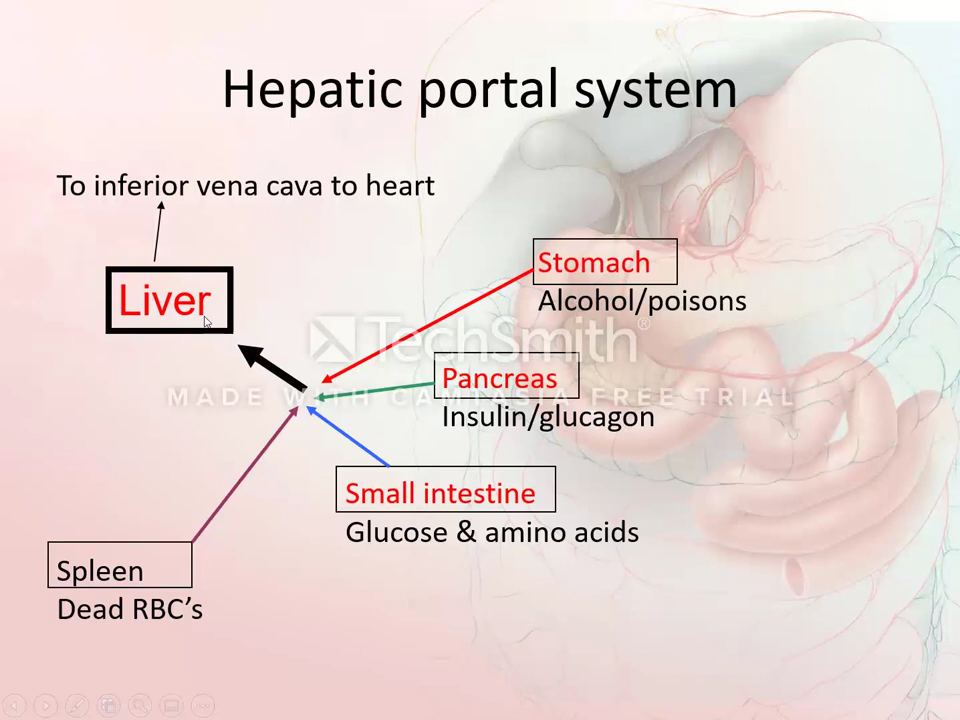 Hepatic portal system
To inferior vena cava to heart
Liver
Stomach
Alcohol/poisons
TechSmith®
MADE WITH CAMTASIA FREE TRIAL
Pancreas
Insulin/glucagon
Small intestine
Glucose & amino acids
Spleen
Dead RBC’s